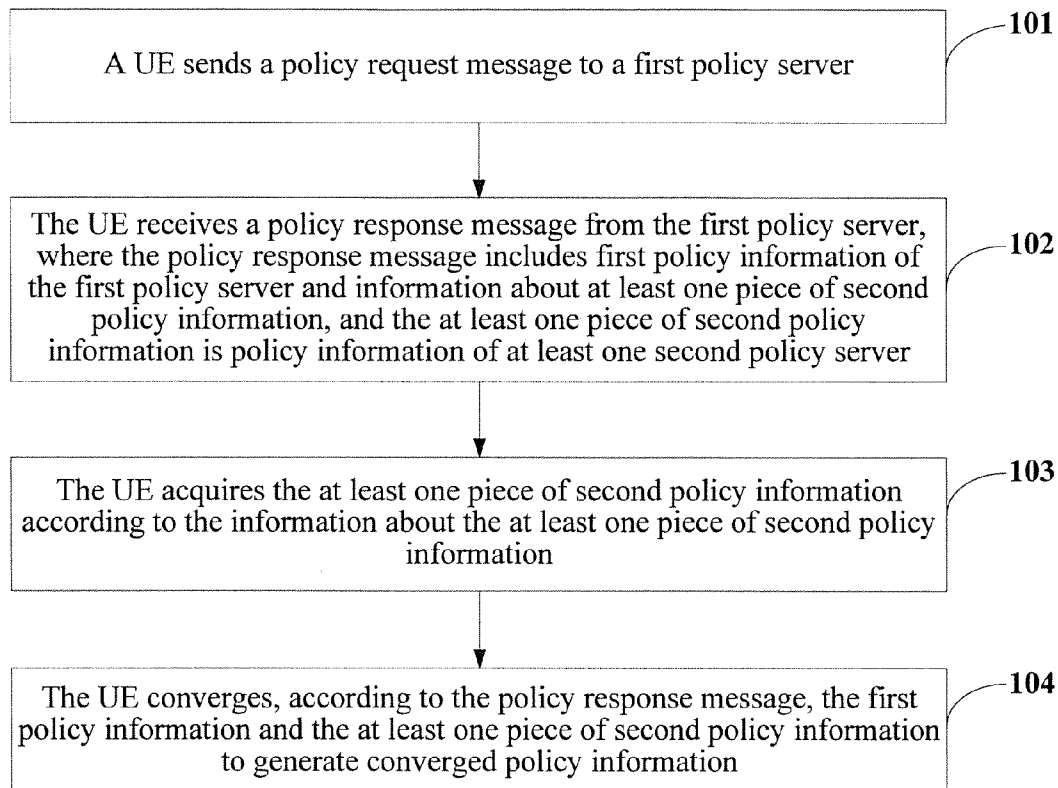 101
A UE sends a policy request message to a first policy server
The UE receives a policy response message from the first policy server,
where the policy response message includes first policy information of
the first policy server and information about at least one piece of second
policy information, and the at least one piece of second policy
information is policy information of at least one second policy server
102
The UE acquires the at least one piece of second policy information
according to the information about the at least one piece of second policy
information
103
The UE converges, according to the policy response message, the first
policy information and the at least one piece of second policy information
to generate converged policy information
104